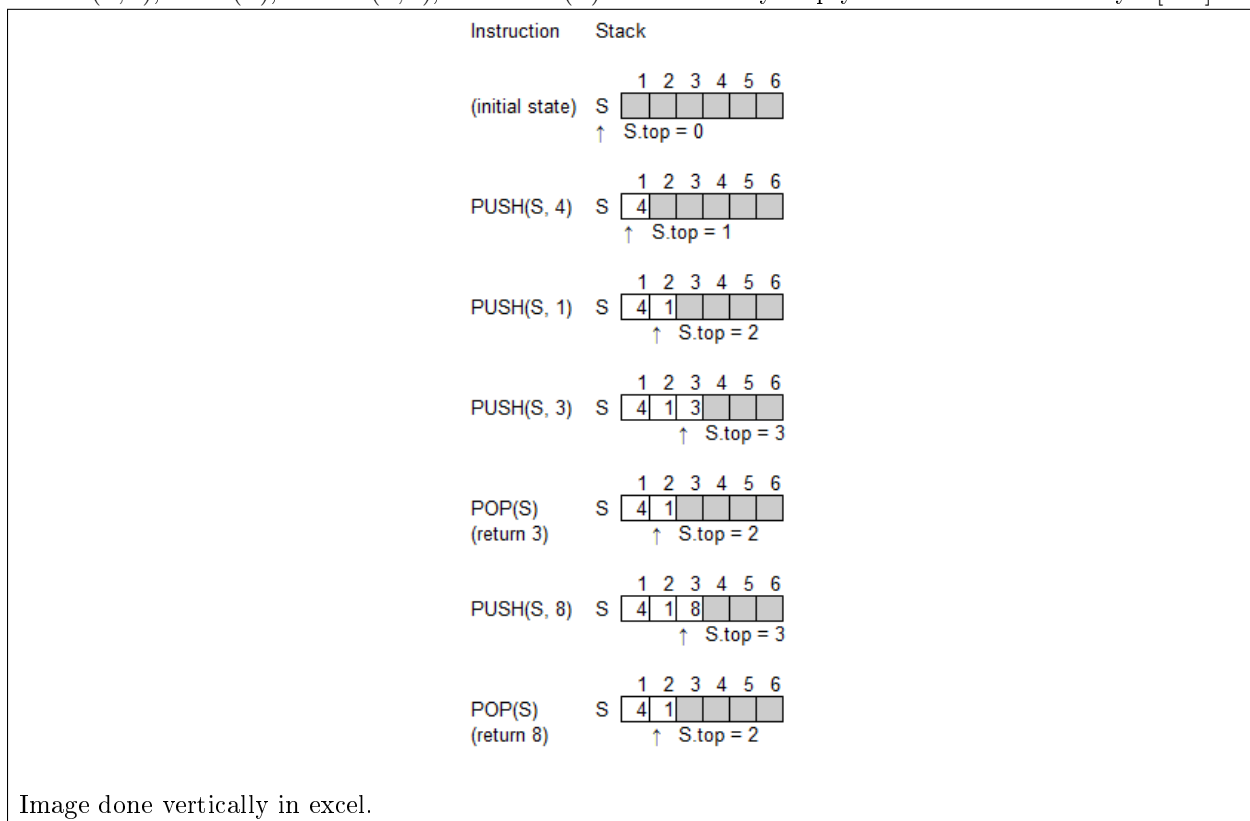 Instruction Stack
1 2 3 4 5 6
(initial state) S
↑ S.top = 0
1 2 3 4 5 6
PUSH(S, 4) S 4
↑ S.top = 1
1 2 3 4 5 6
PUSH(S, 1) S 4 1
↑ S.top = 2
1 2 3 4 5 6
PUSH(S, 3) S 4 1 3
↑ S.top = 3
1 2 3 4 5 6
POP(S) S 4 1
(return 3) ↑ S.top = 2
1 2 3 4 5 6
PUSH(S, 8) S 4 1 8
↑ S.top = 3
1 2 3 4 5 6
POP(S) S 4 1
(return 8) ↑ S.top = 2
Image done vertically in excel.